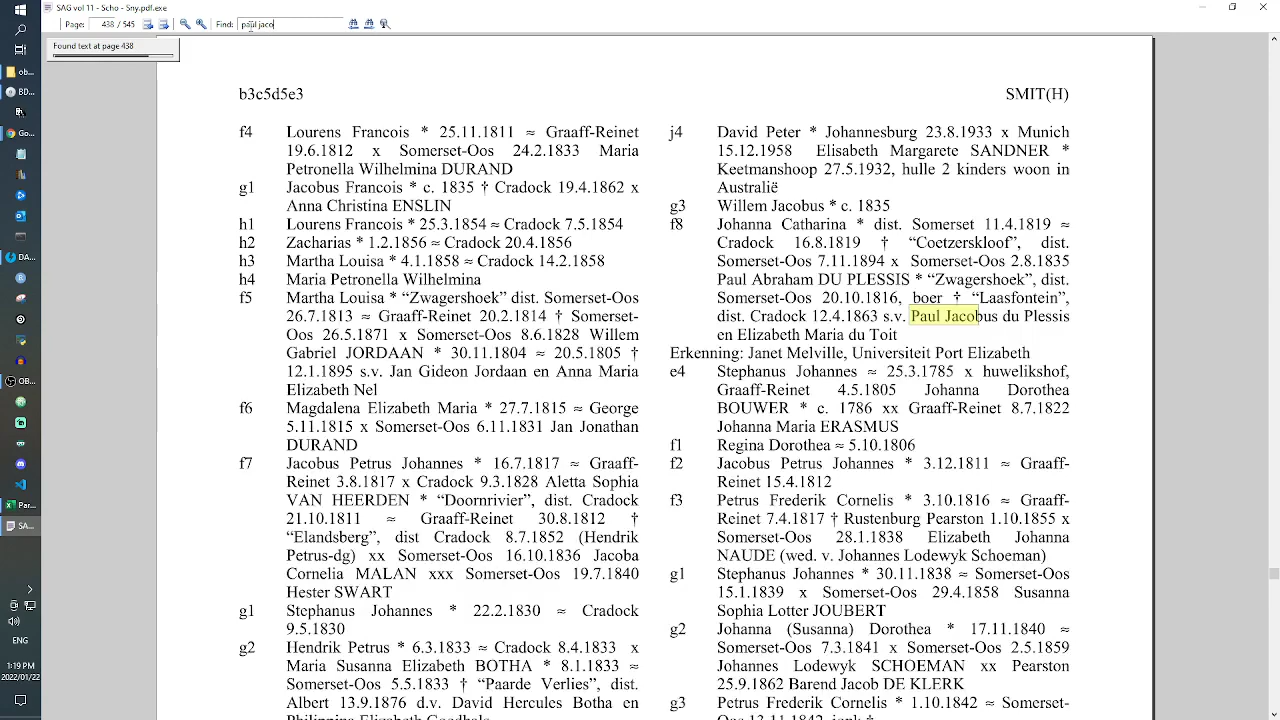 SAG vol 11 - Scho - Sny.pdf.exe
Page: 438 / 545 Find: paul jaco
Found text at page 438
b3c5d5e3
SMIT(H)
f4 Lourens Francois * 25.11.1811 ≈ Graaff-Reinet
19.6.1812 x Somerset-Oos 24.2.1833 Maria
Petronella Wilhelmina DURAND
g1 Jacobus Francois * c. 1835 † Cradock 19.4.1862 x
Anna Christina ENSLIN
h1 Lourens Francois * 25.3.1854 ≈ Cradock 7.5.1854
h2 Zacharias * 1.2.1856 ≈ Cradock 20.4.1856
h3 Martha Louisa * 4.1.1858 ≈ Cradock 14.2.1858
h4 Maria Petronella Wilhelmina
f5 Martha Louisa * “Zwagershoek” dist. Somerset-Oos
26.7.1813 ≈ Graaff-Reinet 20.2.1814 † Somerset-
Oos 26.5.1871 x Somerset-Oos 8.6.1828 Willem
Gabriel JORDAAN * 30.11.1804 ≈ 20.5.1805 †
12.1.1895 s.v. Jan Gideon Jordaan en Anna Maria
Elizabeth Nel
f6 Magdalena Elizabeth Maria * 27.7.1815 ≈ George
5.11.1815 x Somerset-Oos 6.11.1831 Jan Jonathan
DURAND
f7 Jacobus Petrus Johannes * 16.7.1817 ≈ Graaff-
Reinet 3.8.1817 x Cradock 9.3.1828 Aletta Sophia
VAN HEERDEN * “Doornrivier”, dist. Cradock
21.10.1811 ≈ Graaff-Reinet 30.8.1812 †
“Elandsberg”, dist Cradock 8.7.1852 (Hendrik
Petrus-dg) xx Somerset-Oos 16.10.1836 Jacoba
Cornelia MALAN xxx Somerset-Oos 19.7.1840
Hester SWART
g1 Stephanus Johannes * 22.2.1830 ≈ Cradock
9.5.1830
g2 Hendrik Petrus * 6.3.1833 ≈ Cradock 8.4.1833 x
Maria Susanna Elizabeth BOTHA * 8.1.1833 ≈
Somerset-Oos 5.5.1833 † “Paarde Verlies”, dist.
Albert 13.9.1876 d.v. David Hercules Botha en
Philippina Elizabeth
j4 David Peter * Johannesburg 23.8.1933 x Munich
15.12.1958 Elisabeth Margarete SANDNER *
Keetmanshoop 27.5.1932, hulle 2 kinders woon in
Australië
g3 Willem Jacobus * c. 1835
f8 Johanna Catharina * dist. Somerset 11.4.1819 ≈
Cradock 16.8.1819 † “Coetzerskloof”, dist.
Somerset-Oos 7.11.1894 x Somerset-Oos 2.8.1835
Paul Abraham DU PLESSIS * “Zwagershoek”, dist.
Somerset-Oos 20.10.1816, boer † “Laasfontein”,
dist. Cradock 12.4.1863 s.v. Paul Jacobus du Plessis
en Elizabeth Maria du Toit
Erkenning: Janet Melville, Universiteit Port Elizabeth
e4 Stephanus Johannes ≈ 25.3.1785 x huwelikshof,
Graaff-Reinet 4.5.1805 Johanna Dorothea
BOUWER * c. 1786 xx Graaff-Reinet 8.7.1822
Johanna Maria ERASMUS
f1 Regina Dorothea ≈ 5.10.1806
f2 Jacobus Petrus Johannes * 3.12.1811 ≈ Graaff-
Reinet 15.4.1812
f3 Petrus Frederik Cornelis * 3.10.1816 ≈ Graaff-
Reinet 7.4.1817 † Rustenburg Pearston 1.10.1855 x
Somerset-Oos 28.1.1838 Elizabeth Johanna
NAUDE (wed. v. Johannes Lodewyk Schoeman)
g1 Stephanus Johannes * 30.11.1838 ≈ Somerset-Oos
15.1.1839 x Somerset-Oos 29.4.1858 Susanna
Sophia Lotter JOUBERT
g2 Johanna (Susanna) Dorothea * 17.11.1840 ≈
Somerset-Oos 7.3.1841 x Somerset-Oos 2.5.1859
Johannes Lodewyk SCHOEMAN xx Pearston
25.9.1862 Barend Jacob DE KLERK
g3 Petrus Frederik Cornelis * 1.10.1842 ≈ Somerset-
ob...
BD...
Go...
DA...
OB...
Par...
SA...
ENG
1:19 PM
2022/01/22